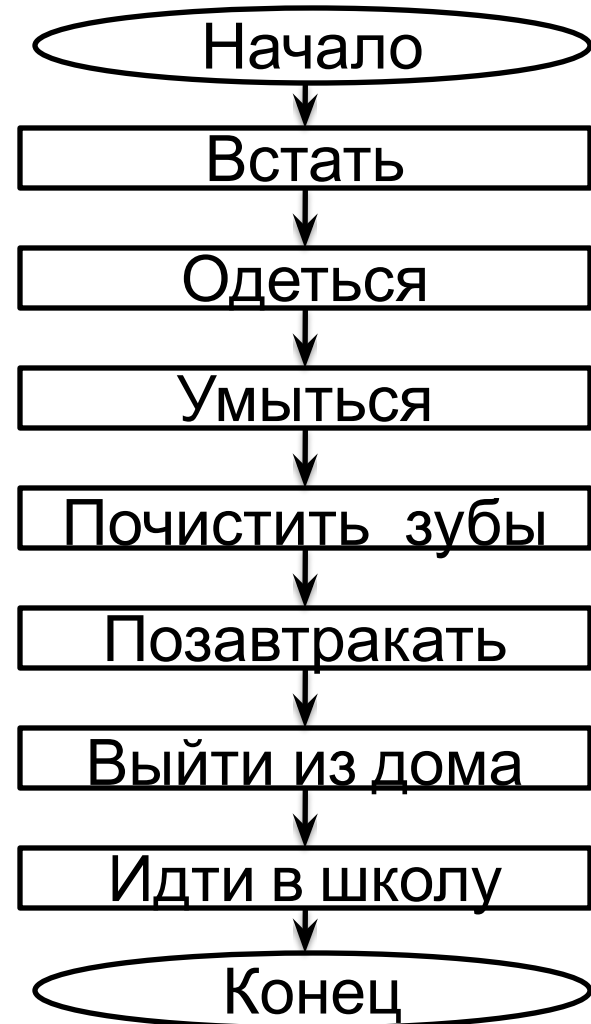 Начало
Встать
Одеться
Умыться
Почистить зубы
Позавтракать
Выйти из дома
Идти в школу
Конец